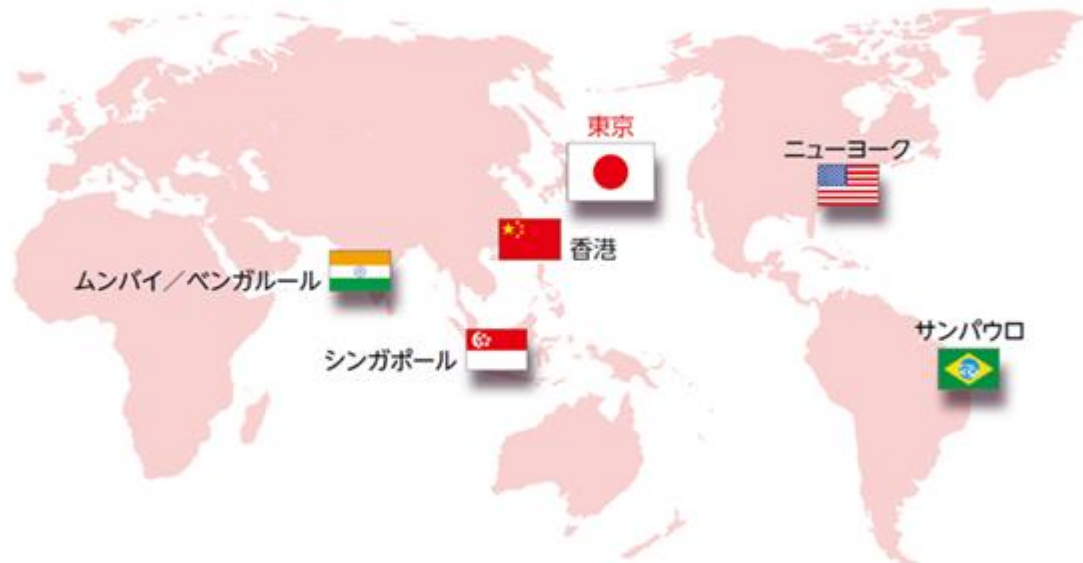 東京
ニューヨーク
香港
ムンバイ／ベンガルール
サンパウロ
シンガポール